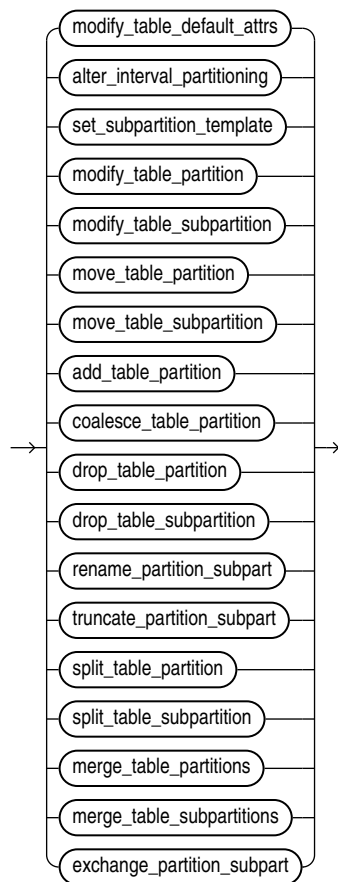 modify_table_default_attrs
alter_interval_partitioning
set_subpartition_template
modify_table_partition
modify_table_subpartition
move_table_partition
move_table_subpartition
add_table_partition
coalesce_table_partition
drop_table_partition
drop_table_subpartition
rename_partition_subpart
truncate_partition_subpart
split_table_partition
split_table_subpartition
merge_table_partitions
merge_table_subpartitions
exchange_partition_subpart